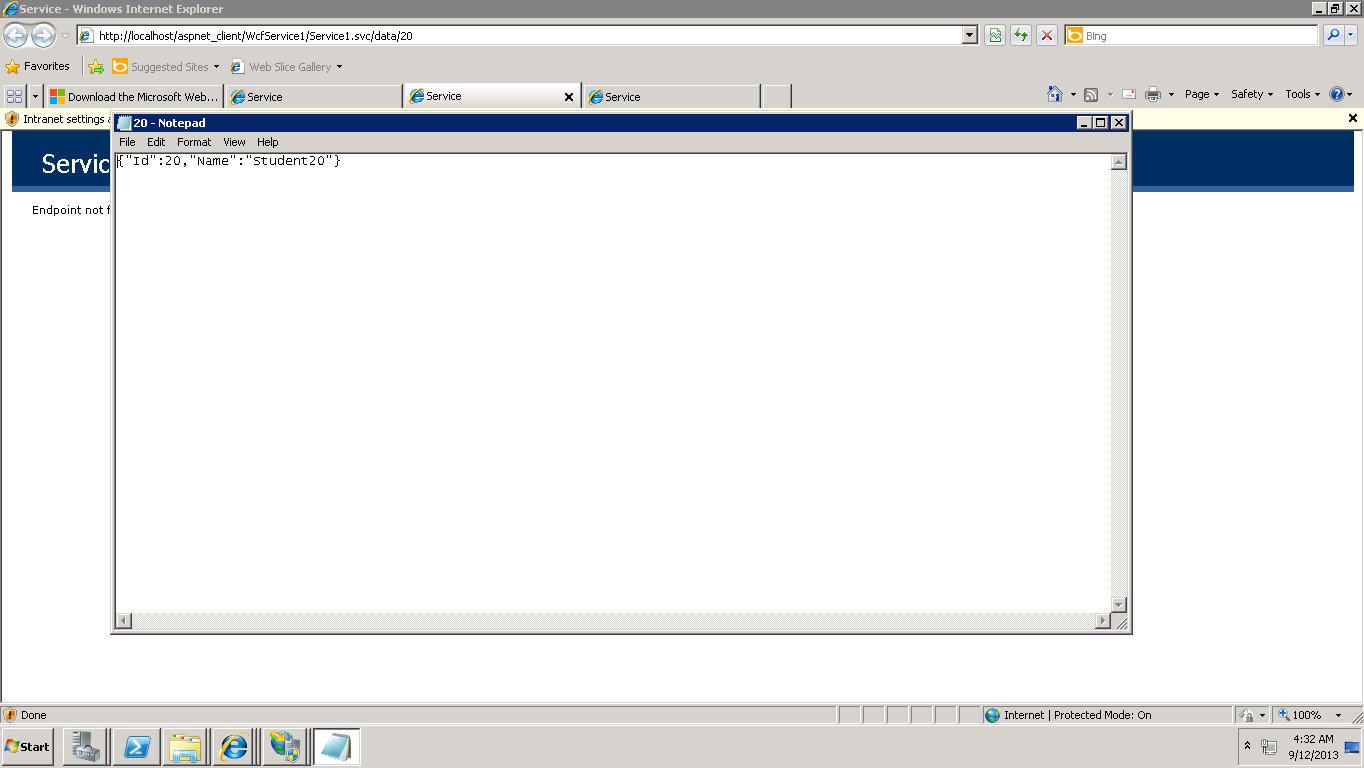 Service - Windows Internet Explorer
http://localhost/aspnet_client/WcfService1/Service1.svc/data/20
Bing
Favorites
Suggested Sites
Web Slice Gallery
Download the Microsoft Web...
Service
Service
Service
Page
Safety
Tools
Intranet settings
20 - Notepad
File Edit Format View Help
{"Id":20,"Name":"Student20"}
Endpoint not
Done
Internet | Protected Mode: On
100%
Start
4:32 AM
9/12/2013